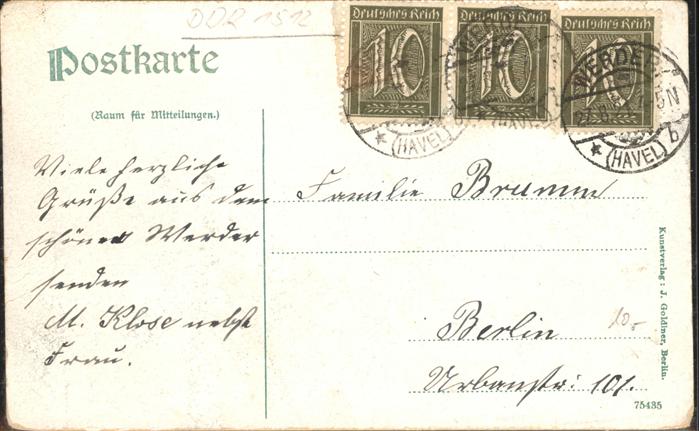 DDR 1512
Postkarte
(Raum für Mitteilungen.)
Deutsches Reich
10
Deutsches Reich
10
Deutsches Reich
10
WERDER
(HAVEL)
WERDER
(HAVEL) b
Viele herzliche
Grüße aus dem
schönen Werder
senden
M. Klose nebst
Frau.
Familie Brumm
Berlin
Urbanstr: 101.
10.-
Kunstverlag: J. Goldiner, Berlin.
75435